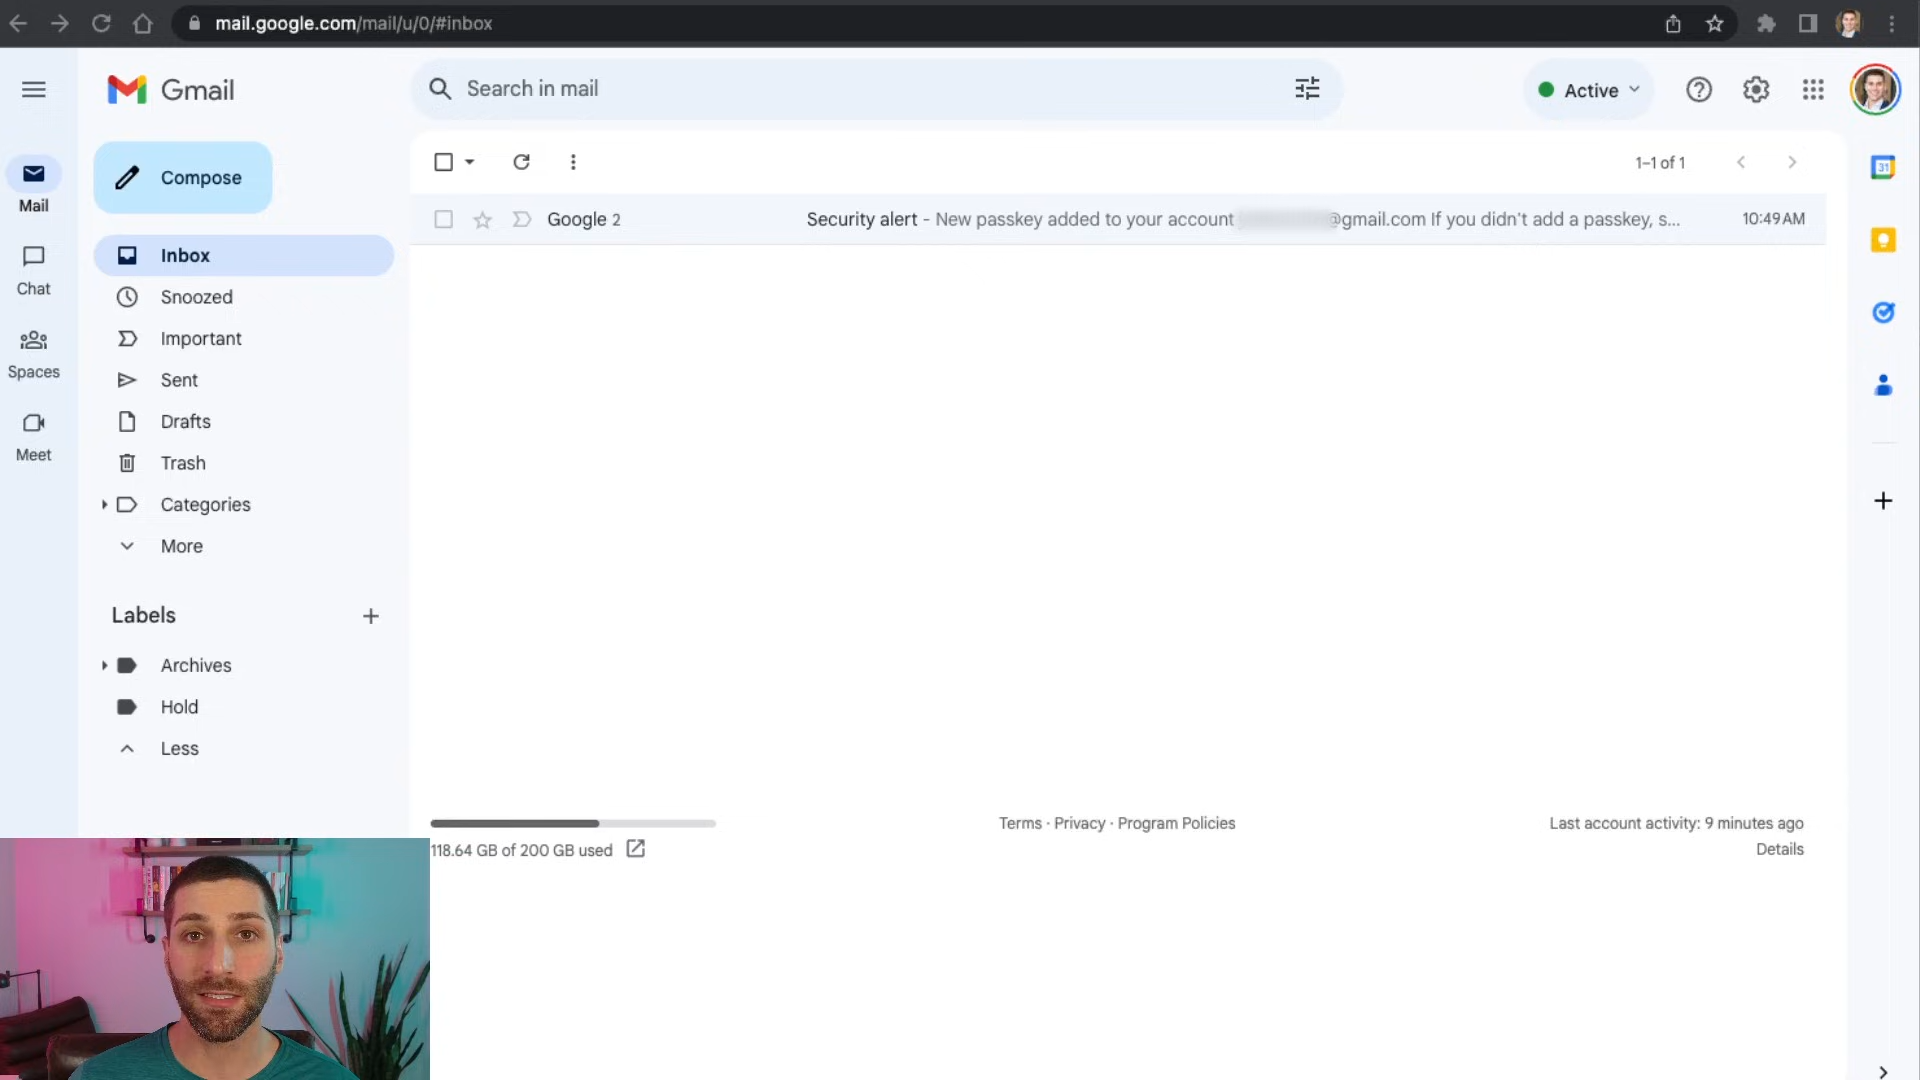 mail.google.com/mail/u/0/#inbox
Gmail
Search in mail
Active
Compose
1–1 of 1
Mail
Google 2 Security alert - New passkey added to your account @gmail.com If you didn't add a passkey, s... 10:49 AM
Inbox
Chat
Snoozed
Important
Spaces
Sent
Drafts
Meet
Trash
Categories
More
Labels
Archives
Hold
Less
Terms · Privacy · Program Policies
Last account activity: 9 minutes ago
118.64 GB of 200 GB used
Details
31